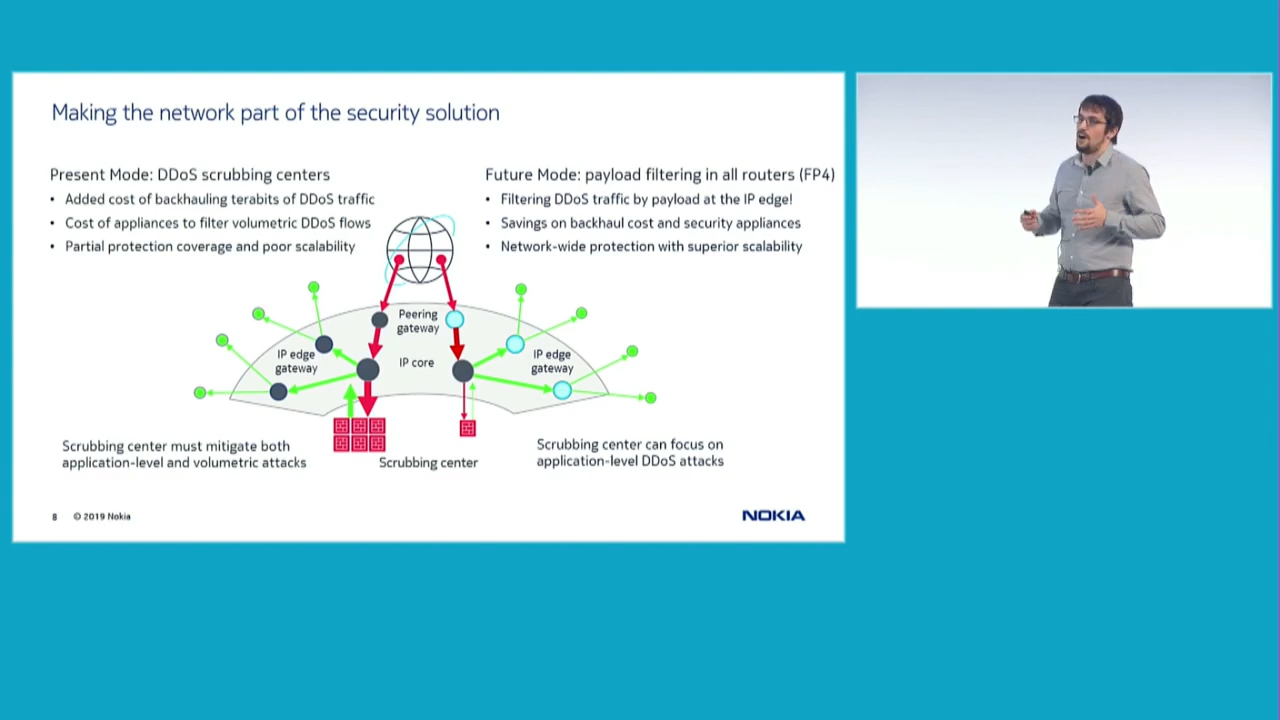 Making the network part of the security solution
Present Mode: DDoS scrubbing centers
• Added cost of backhauling terabits of DDoS traffic
• Cost of appliances to filter volumetric DDoS flows
• Partial protection coverage and poor scalability
Future Mode: payload filtering in all routers (FP4)
• Filtering DDoS traffic by payload at the IP edge!
• Savings on backhaul cost and security appliances
• Network-wide protection with superior scalability
Peering
gateway
IP edge
gateway
IP core
IP edge
gateway
Scrubbing center must mitigate both
application-level and volumetric attacks
Scrubbing center
Scrubbing center can focus on
application-level DDoS attacks
8 © 2019 Nokia
NOKIA